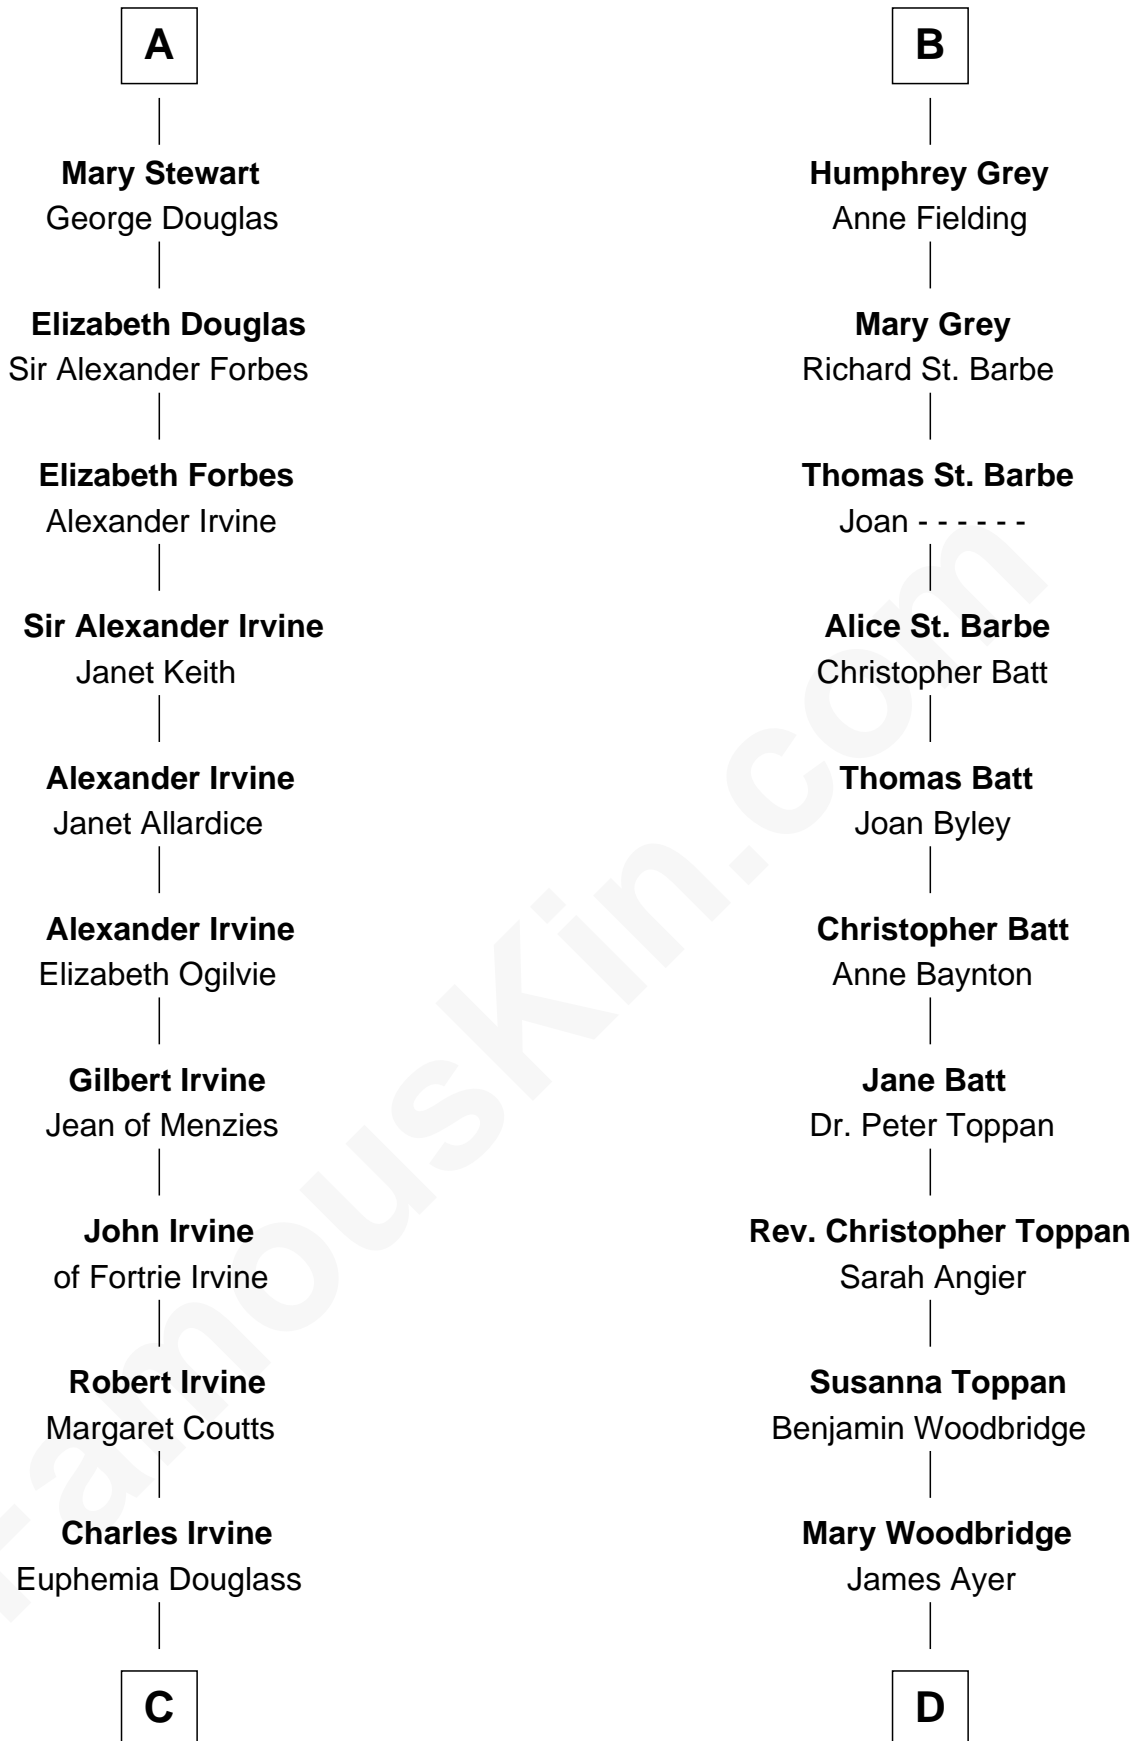 A
Mary Stewart
George Douglas
Elizabeth Douglas
Sir Alexander Forbes
Elizabeth Forbes
Alexander Irvine
Sir Alexander Irvine
Janet Keith
Alexander Irvine
Janet Allardice
Alexander Irvine
Elizabeth Ogilvie
Gilbert Irvine
Jean of Menzies
John Irvine
of Fortrie Irvine
Robert Irvine
Margaret Coutts
Charles Irvine
Euphemia Douglass
C
B
Humphrey Grey
Anne Fielding
Mary Grey
Richard St. Barbe
Thomas St. Barbe
Joan - - - - - -
Alice St. Barbe
Christopher Batt
Thomas Batt
Joan Byley
Christopher Batt
Anne Baynton
Jane Batt
Dr. Peter Toppan
Rev. Christopher Toppan
Sarah Angier
Susanna Toppan
Benjamin Woodbridge
Mary Woodbridge
James Ayer
D
FamousKin.com